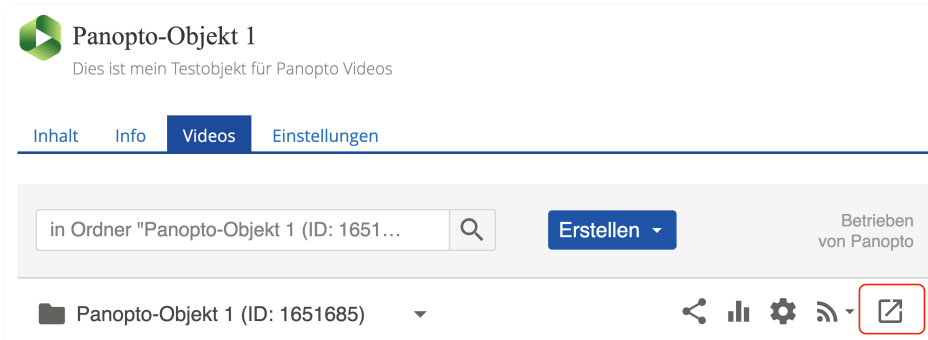 Panopto-Objekt 1
Dies ist mein Testobjekt für Panopto Videos
Inhalt Info Videos Einstellungen
in Ordner "Panopto-Objekt 1 (ID: 1651... Erstellen Betrieben
von Panopto
Panopto-Objekt 1 (ID: 1651685)